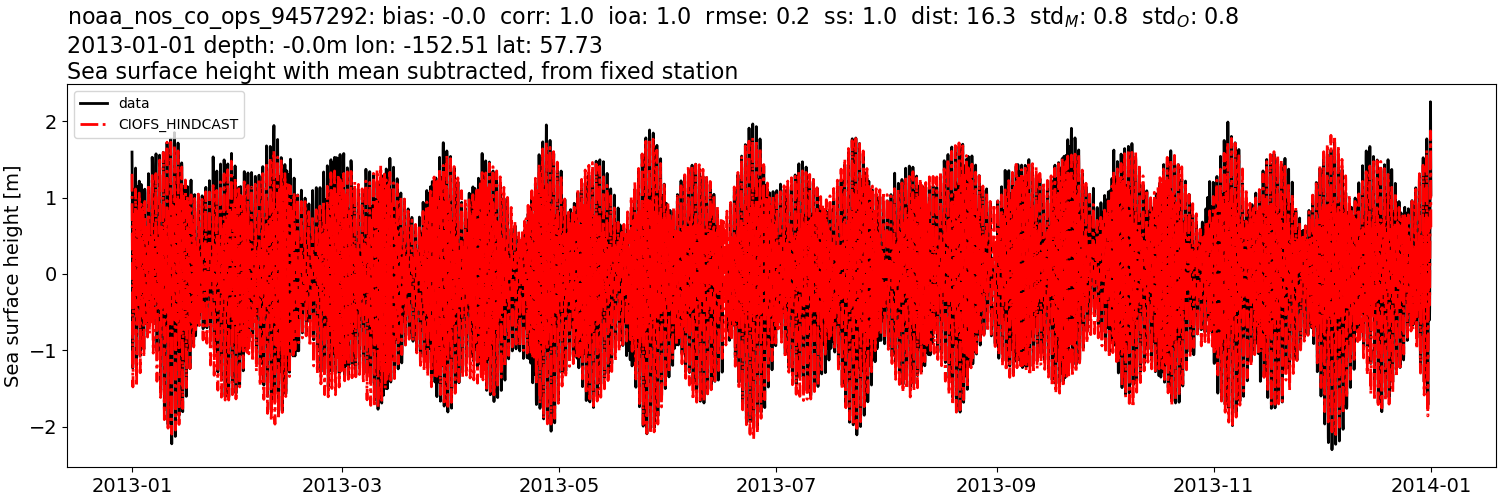 noaa_nos_co_ops_9457292: bias: -0.0 corr: 1.0 ioa: 1.0 rmse: 0.2 ss: 1.0 dist: 16.3 std_M: 0.8 std_O: 0.8
2013-01-01 depth: -0.0m lon: -152.51 lat: 57.73
Sea surface height with mean subtracted, from fixed station
data
CIOFS_HINDCAST
Sea surface height [m]
2
1
0
−1
−2
2013-01 2013-03 2013-05 2013-07 2013-09 2013-11 2014-01